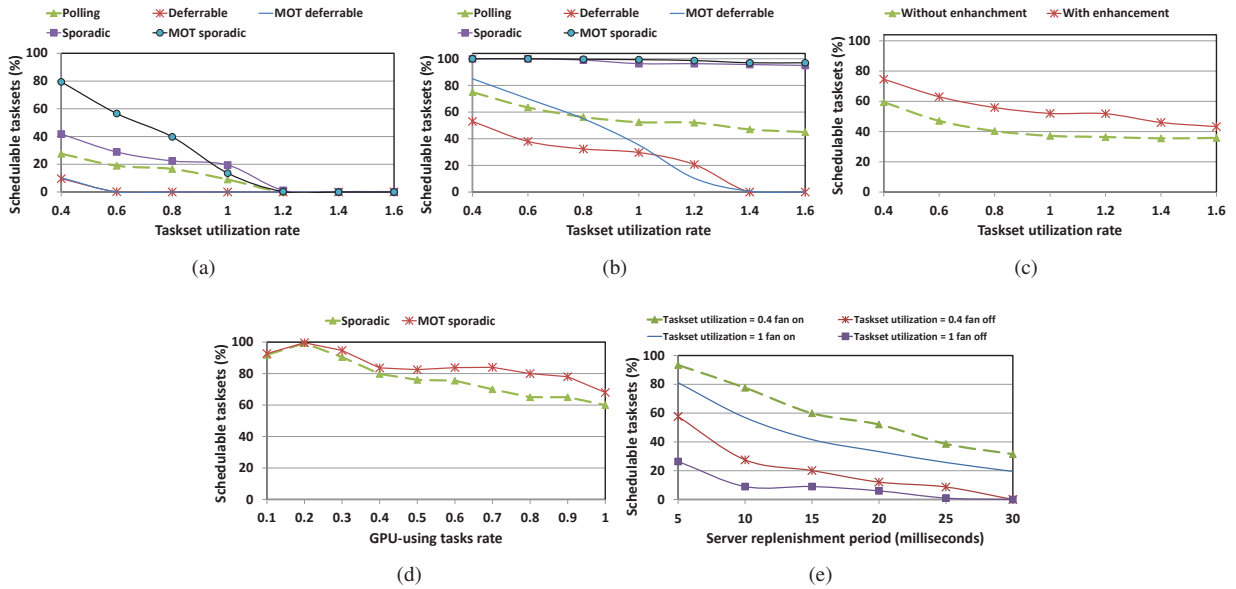 Polling
Deferrable
MOT deferrable
Sporadic
MOT sporadic
100
80
60
40
20
0
Schedulable tasksets (%)
0.4 0.6 0.8 1 1.2 1.4 1.6
Taskset utilization rate
(a)
Polling
Deferrable
MOT deferrable
Sporadic
MOT sporadic
100
80
60
40
20
0
Schedulable tasksets (%)
0.4 0.6 0.8 1 1.2 1.4 1.6
Taskset utilization rate
(b)
Without enhanchment
With enhancement
100
80
60
40
20
0
Schedulable tasksets (%)
0.4 0.6 0.8 1 1.2 1.4 1.6
Taskset utilization rate
(c)
Sporadic
MOT sporadic
100
80
60
40
20
0
Schedulable tasksets (%)
0.1 0.2 0.3 0.4 0.5 0.6 0.7 0.8 0.9 1
GPU-using tasks rate
(d)
Taskset utilization = 0.4 fan on
Taskset utilization = 0.4 fan off
Taskset utilization = 1 fan on
Taskset utilization = 1 fan off
100
80
60
40
20
0
Schedulable tasksets (%)
5 10 15 20 25 30
Server replenishment period (milliseconds)
(e)